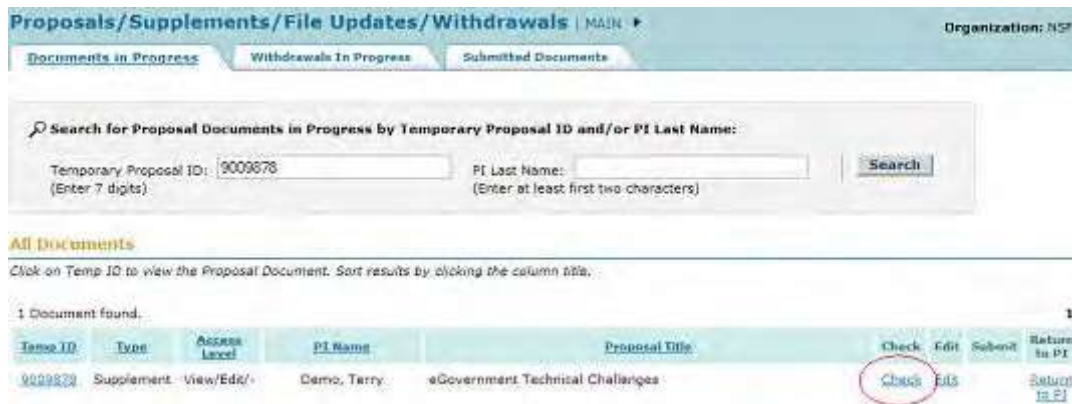 Proposals/Supplements/File Updates/Withdrawals | MAIN
Organization: NSF
Documents in Progress Withdrawals In Progress Submitted Documents
Search for Proposal Documents in Progress by Temporary Proposal ID and/or PI Last Name:
Temporary Proposal ID: 9009878 PI Last Name: Search
(Enter 7 digits) (Enter at least first two characters)
All Documents
Click on Temp ID to view the Proposal Document. Sort results by clicking the column title.
1 Document found. 1
Temp ID Type Access Level PI Name Proposal Title Check Edit Submit Return to PI
9009878 Supplement View/Edit/- Demo, Terry eGovernment Technical Challenges Check Edit Return to PI